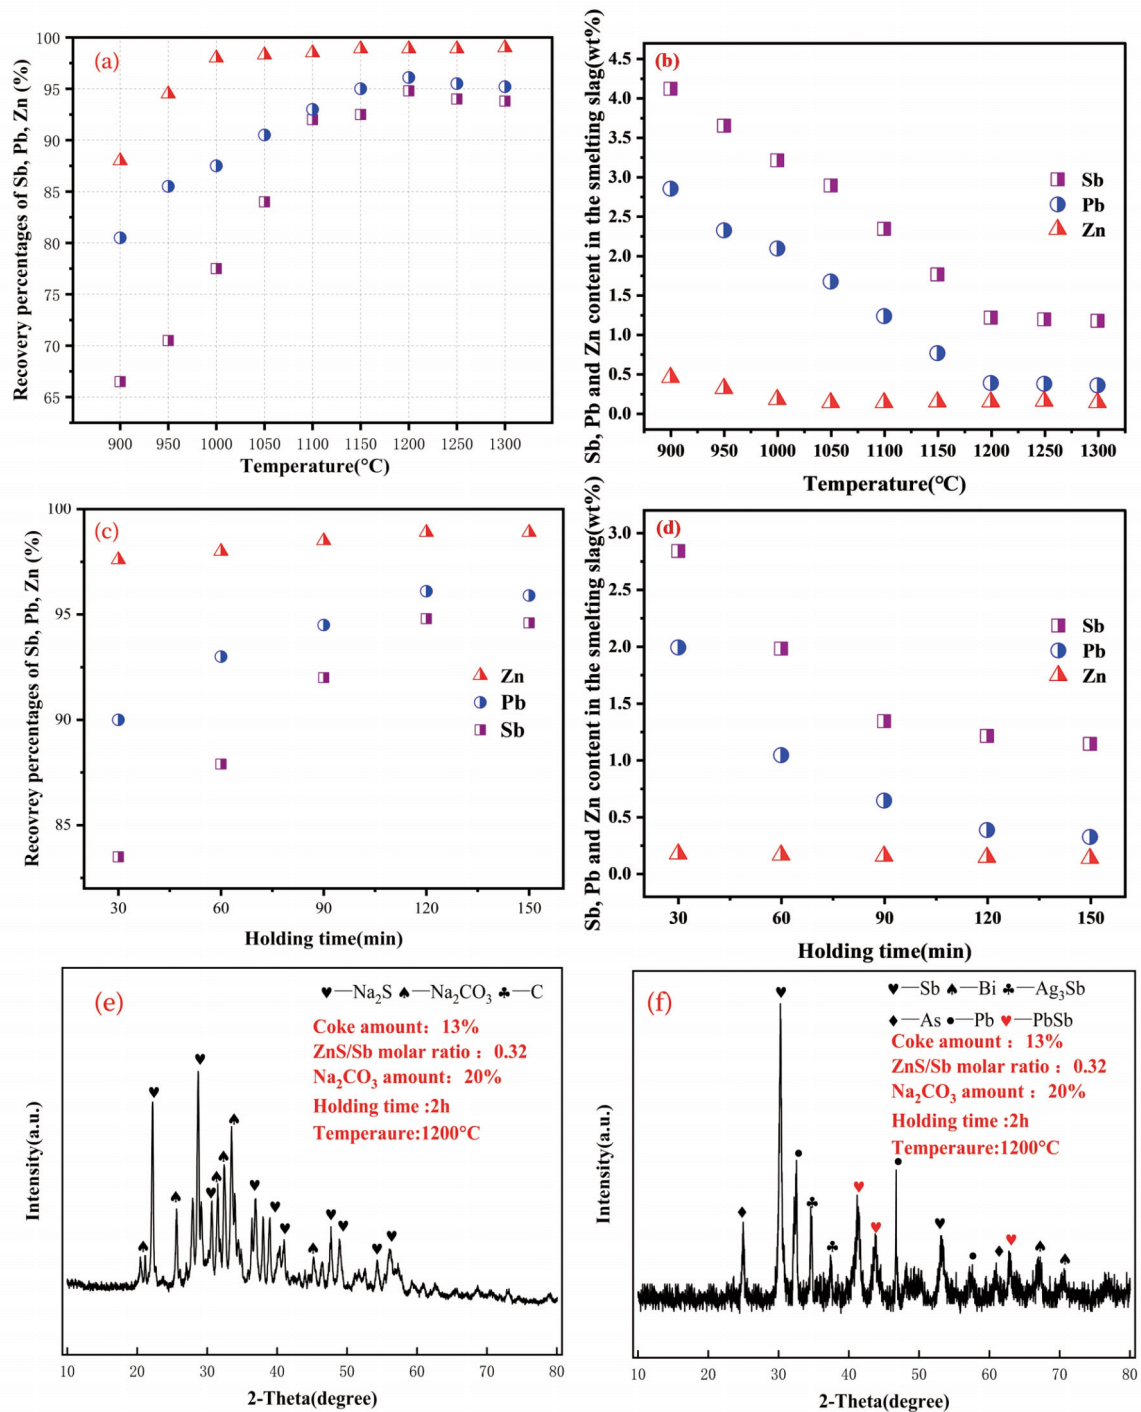 (a)
Recovery percentages of Sb, Pb, Zn (%)
100
95
90
85
80
75
70
65
900 950 1000 1050 1100 1150 1200 1250 1300
Temperature(°C)
(b)
Sb, Pb and Zn content in the smelting slag(wt%)
4.5
4.0
3.5
3.0
2.5
2.0
1.5
1.0
0.5
0.0
Sb
Pb
Zn
900 950 1000 1050 1100 1150 1200 1250 1300
Temperature(°C)
(c)
Recovrey percentages of Sb, Pb, Zn (%)
100
95
90
85
Zn
Pb
Sb
30 60 90 120 150
Holding time(min)
(d)
Sb, Pb and Zn content in the smelting slag(wt%)
3.0
2.5
2.0
1.5
1.0
0.5
0.0
Sb
Pb
Zn
30 60 90 120 150
Holding time(min)
(e)
♥—Na₂S ♠—Na₂CO₃ ♣—C
Coke amount: 13%
ZnS/Sb molar ratio : 0.32
Na₂CO₃ amount: 20%
Holding time :2h
Temperaure:1200°C
Intensity(a.u.)
10 20 30 40 50 60 70 80
2-Theta(degree)
(f)
♥—Sb ♠—Bi ♣—Ag₃Sb
♦—As •—Pb ♥—PbSb
Coke amount : 13%
ZnS/Sb molar ratio : 0.32
Na₂CO₃ amount : 20%
Holding time :2h
Temperaure:1200°C
Intensity(a.u.)
10 20 30 40 50 60 70 80
2-Theta(degree)